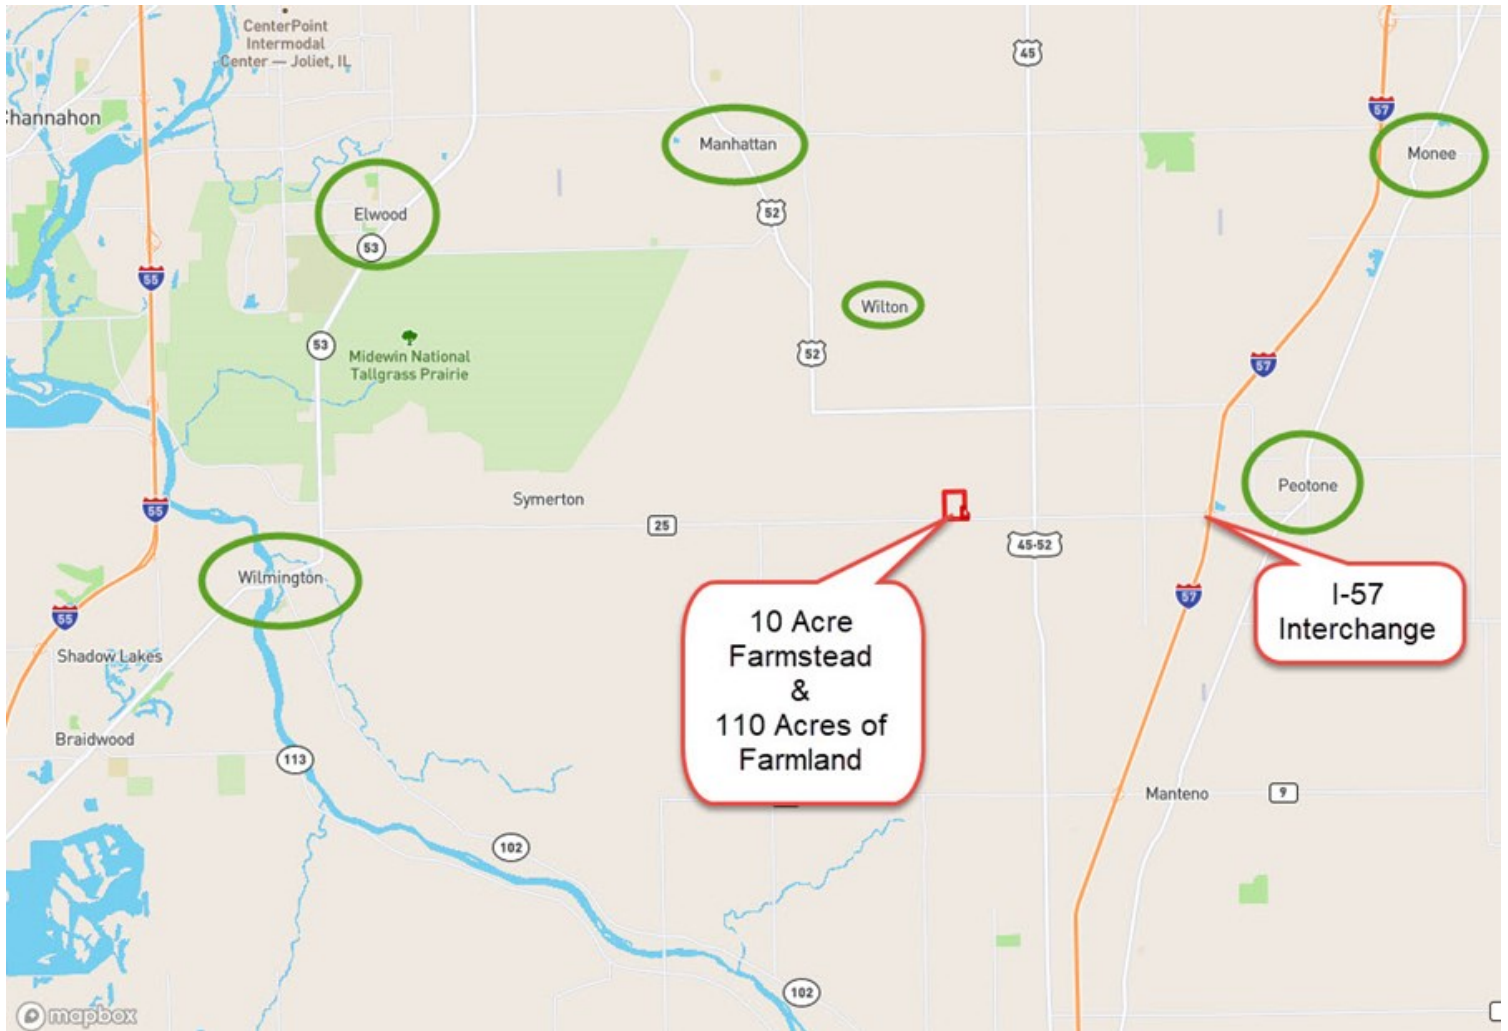 CenterPoint
Intermodal
Center — Joliet, IL
45
57
Channahon
Manhattan
Monee
Elwood
52
53
55
Wilton
53
Midewin National
Tallgrass Prairie
52
57
Peotone
Symerton
55
25
45-52
Wilmington
57
I-57
Interchange
10 Acre
Farmstead
&
110 Acres of
Farmland
55
Shadow Lakes
Braidwood
113
Manteno
9
102
102
mapbox